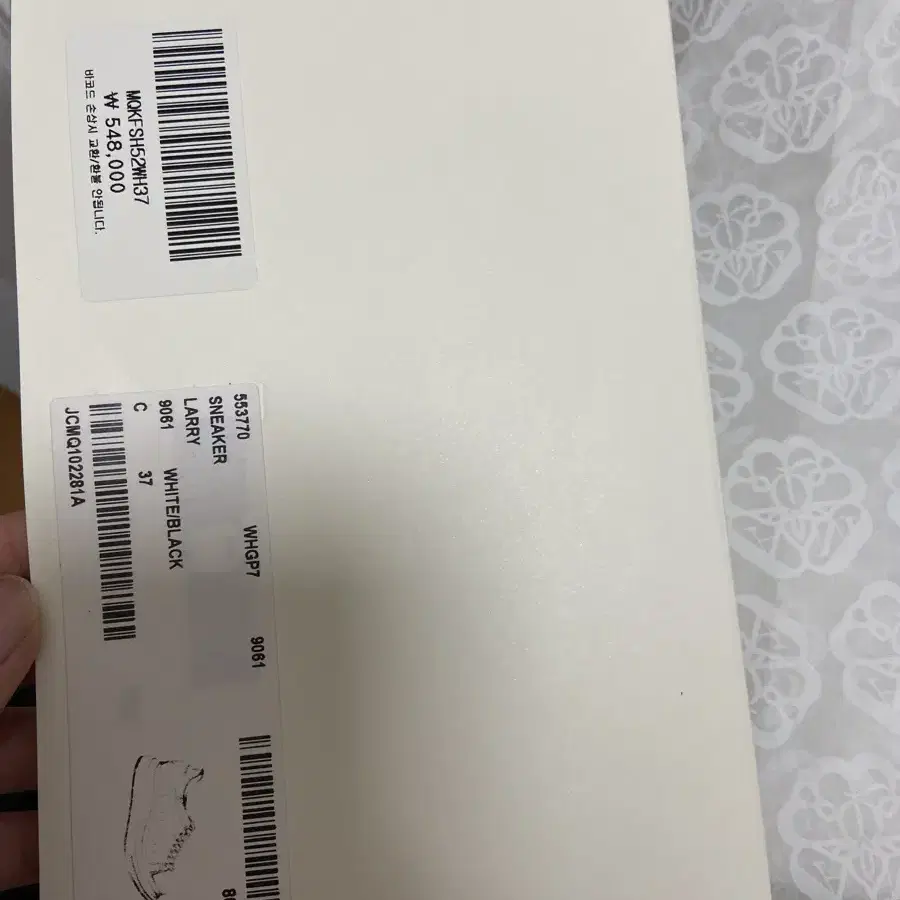 MQKFSH52WH37
₩ 548,000
바코드 손상시 교환/환불 안됩니다.
553770 WHGP7 9061
SNEAKER
LARRY
9061 WHITE/BLACK
C 37
JCMQ102281A